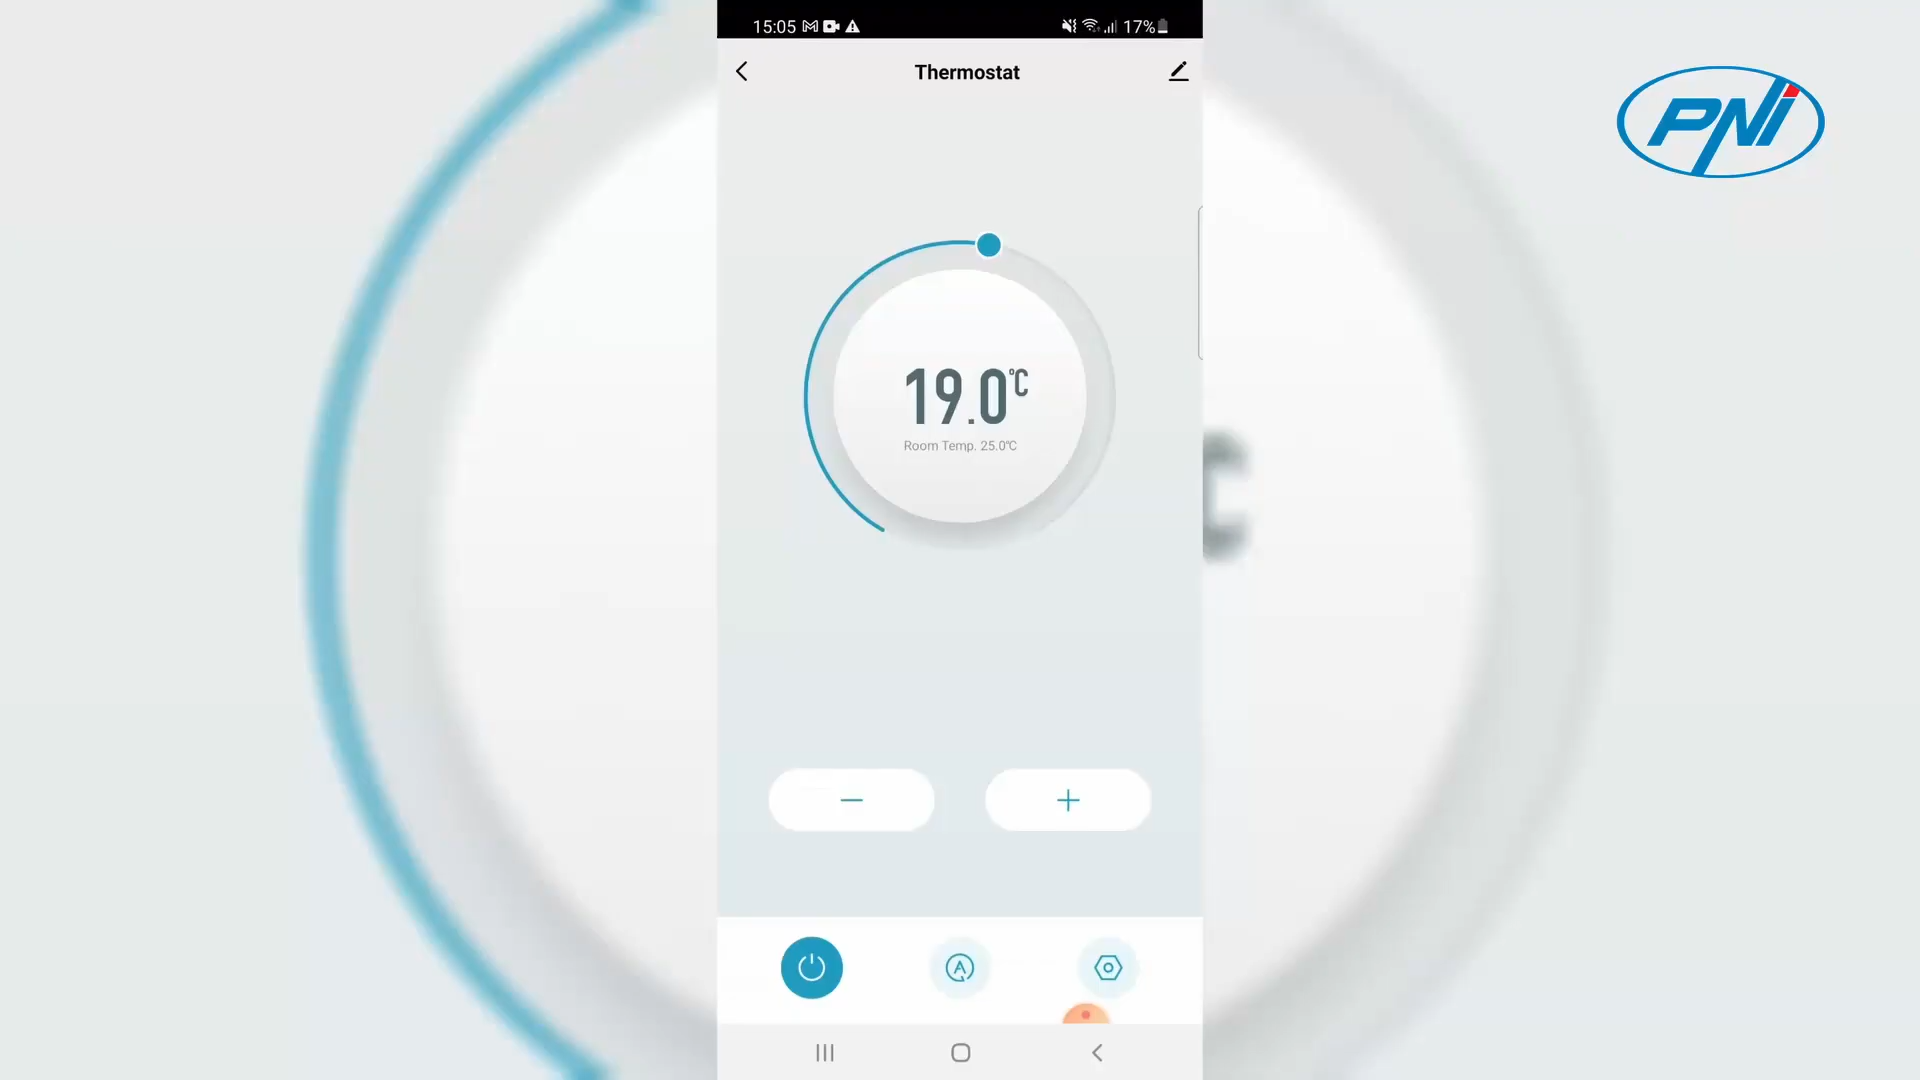 15:05
17%
Thermostat
PNI
19.0°C
Room Temp. 25.0°C
C
A